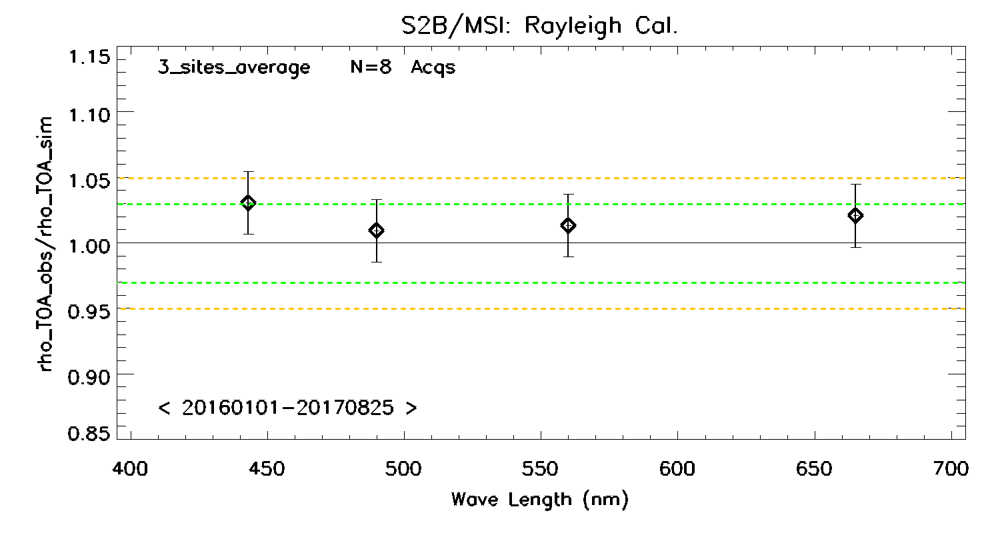 S2B/MSI: Rayleigh Cal.
3_sites_average N=8 Acqs
1.15
1.10
1.05
1.00
0.95
0.90
0.85
rho_TOA_obs/rho_TOA_sim
< 20160101-20170825 >
400 450 500 550 600 650 700
Wave Length (nm)